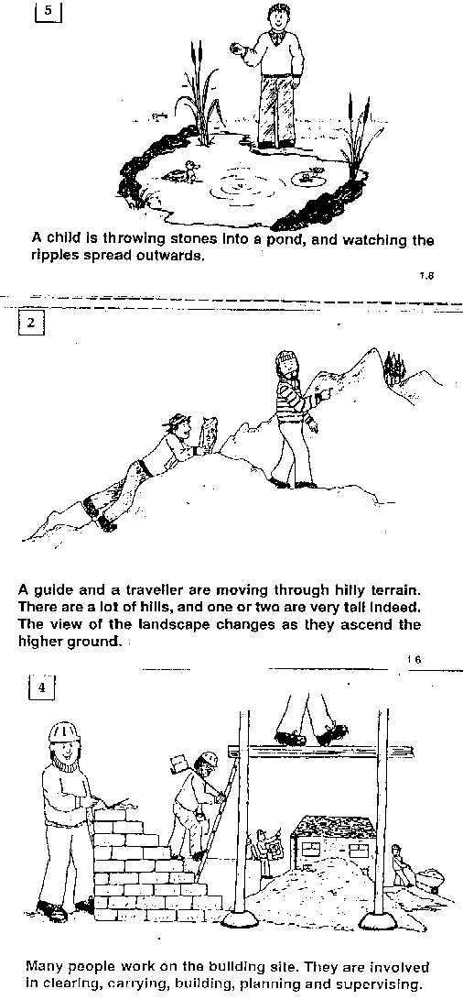 5
A child is throwing stones into a pond, and watching the
ripples spread outwards.
1.8
2
A guide and a traveller are moving through hilly terrain.
There are a lot of hills, and one or two are very tall indeed.
The view of the landscape changes as they ascend the
higher ground.
1 6
4
Many people work on the building site. They are involved
in clearing, carrying, building, planning and supervising.